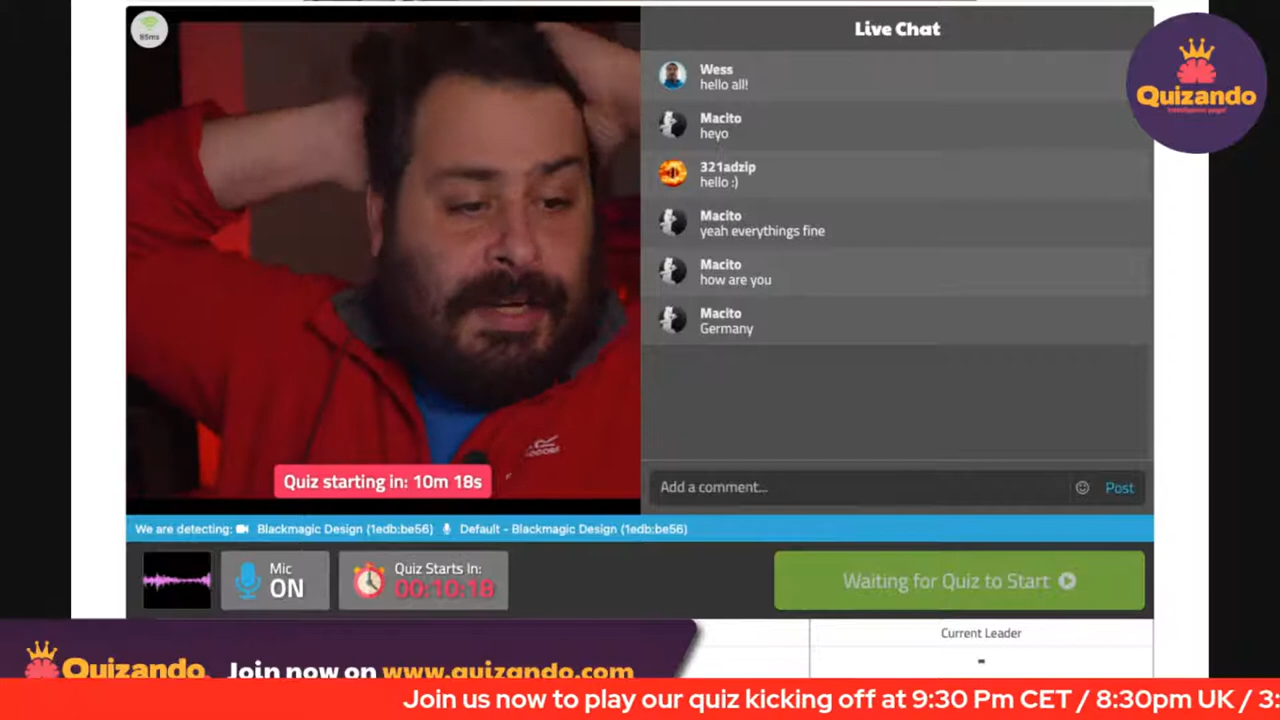 85ms
Live Chat
Wess
hello all!
Macito
heyo
321adzip
hello :)
Macito
yeah everythings fine
Macito
how are you
Macito
Germany
Quizando
Quiz starting in: 10m 18s
Add a comment...
Post
We are detecting: Blackmagic Design (1edb:be56) Default - Blackmagic Design (1edb:be56)
Mic
ON
Quiz Starts In:
00:10:18
Waiting for Quiz to Start
Current Leader
-
Quizando Join now on www.quizando.com
Join us now to play our quiz kicking off at 9:30 Pm CET / 8:30pm UK / 3: